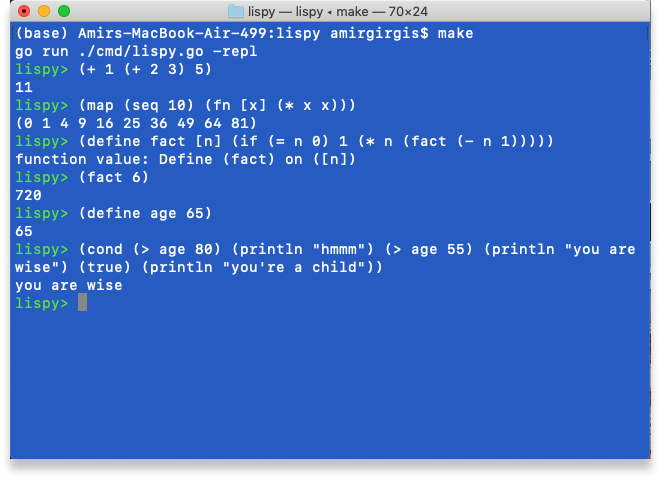 lispy — lispy ◂ make — 70×24
(base) Amirs-MacBook-Air-499:lispy amirgirgis$ make
go run ./cmd/lispy.go -repl
lispy> (+ 1 (+ 2 3) 5)
11
lispy> (map (seq 10) (fn [x] (* x x)))
(0 1 4 9 16 25 36 49 64 81)
lispy> (define fact [n] (if (= n 0) 1 (* n (fact (- n 1)))))
function value: Define (fact) on ([n])
lispy> (fact 6)
720
lispy> (define age 65)
65
lispy> (cond (> age 80) (println "hmmm") (> age 55) (println "you are
wise") (true) (println "you're a child"))
you are wise
lispy>